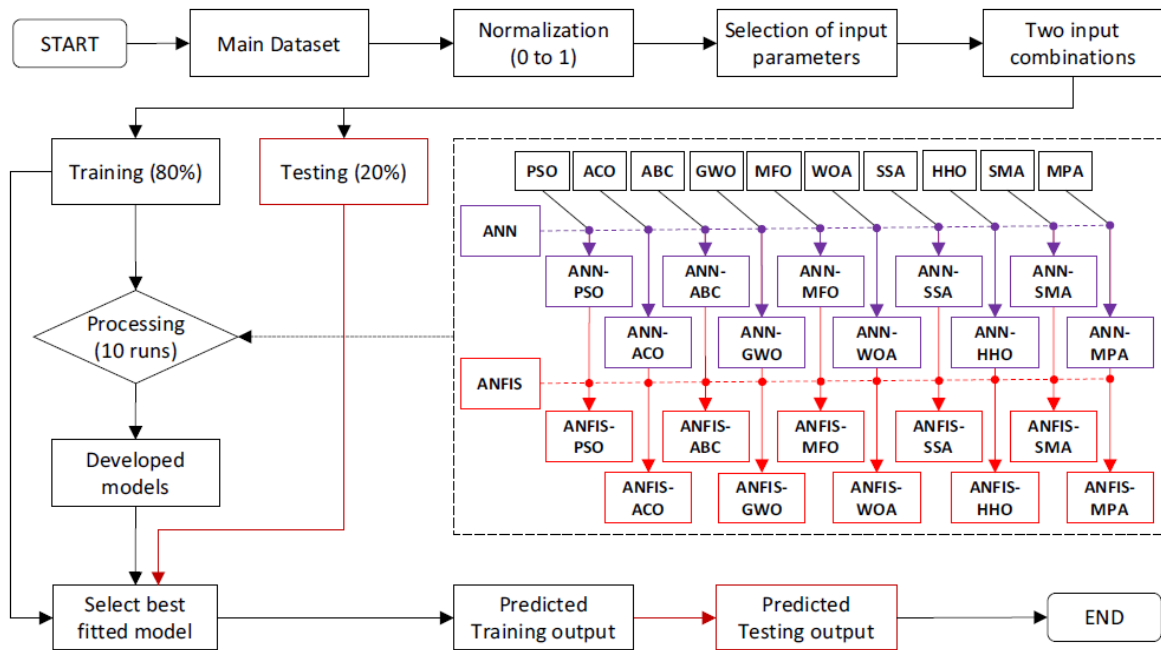 START
Main Dataset
Normalization
(0 to 1)
Selection of input
parameters
Two input
combinations
Training (80%)
Testing (20%)
PSO
ACO
ABC
GWO
MFO
WOA
SSA
HHO
SMA
MPA
ANN
ANN-
PSO
ANN-
ABC
ANN-
MFO
ANN-
SSA
ANN-
SMA
Processing
(10 runs)
ANN-
ACO
ANN-
GWO
ANN-
WOA
ANN-
HHO
ANN-
MPA
ANFIS
ANFIS-
PSO
ANFIS-
ABC
ANFIS-
MFO
ANFIS-
SSA
ANFIS-
SMA
Developed
models
ANFIS-
ACO
ANFIS-
GWO
ANFIS-
WOA
ANFIS-
HHO
ANFIS-
MPA
Select best
fitted model
Predicted
Training output
Predicted
Testing output
END